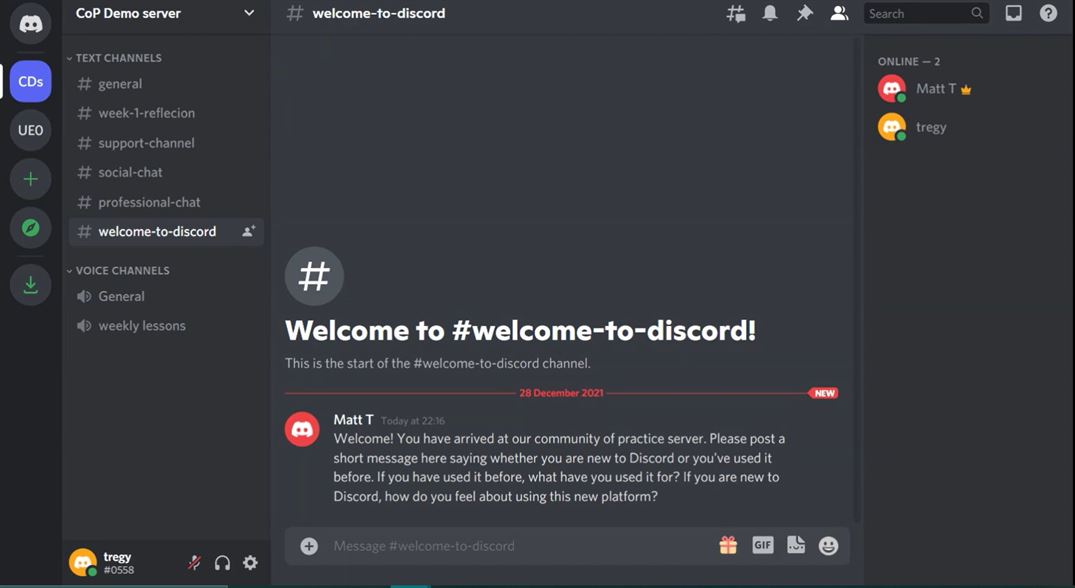 CoP Demo server
# welcome-to-discord
Search
CDs
UE0
TEXT CHANNELS
# general
# week-1-reflecion
# support-channel
# social-chat
# professional-chat
# welcome-to-discord
VOICE CHANNELS
General
weekly lessons
tregy
#0558
#
Welcome to #welcome-to-discord!
This is the start of the #welcome-to-discord channel.
28 December 2021
NEW
Matt T Today at 22:16
Welcome! You have arrived at our community of practice server. Please post a
short message here saying whether you are new to Discord or you've used it
before. If you have used it before, what have you used it for? If you are new to
Discord, how do you feel about using this new platform?
Message #welcome-to-discord
GIF
ONLINE — 2
Matt T
tregy